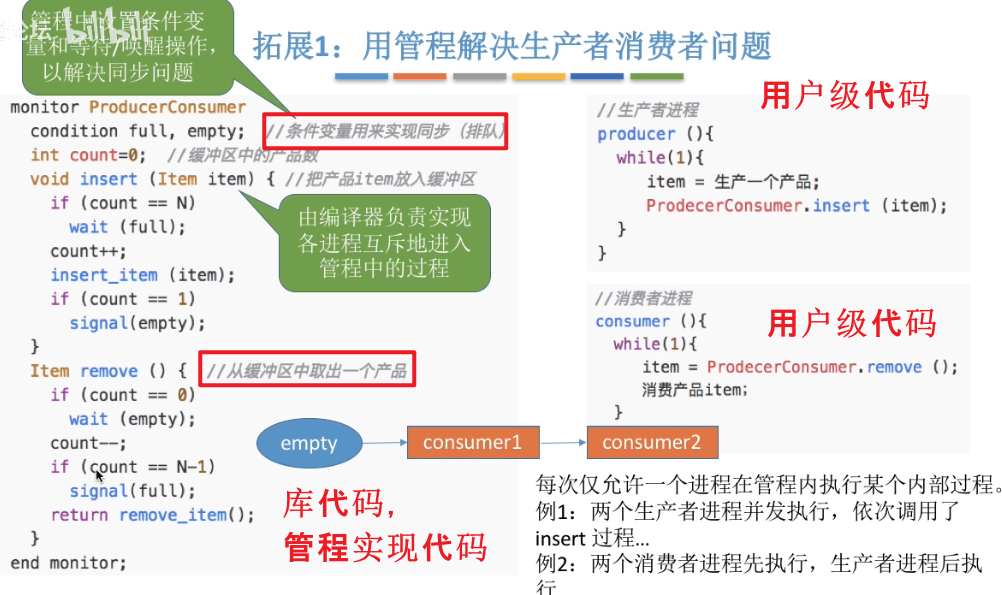 管程中设置条件变
量和等待/唤醒操作，
以解决同步问题
bilibili
拓展1：用管程解决生产者消费者问题
monitor ProducerConsumer
condition full, empty; //条件变量用来实现同步（排队）
int count=0; //缓冲区中的产品数
void insert (Item item) { //把产品item放入缓冲区
if (count == N)
wait (full);
count++;
insert_item (item);
if (count == 1)
signal(empty);
}
Item remove () { //从缓冲区中取出一个产品
if (count == 0)
wait (empty);
count--;
if (count == N-1)
signal(full);
return remove_item();
}
end monitor;
由编译器负责实现
各进程互斥地进入
管程中的过程
库代码,
管程实现代码
用户级代码
//生产者进程
producer (){
while(1){
item = 生产一个产品;
ProdecerConsumer.insert (item);
}
}
用户级代码
//消费者进程
consumer (){
while(1){
item = ProdecerConsumer.remove ();
消费产品item;
}
empty
consumer1
consumer2
每次仅允许一个进程在管程内执行某个内部过程。
例1：两个生产者进程并发执行，依次调用了
insert 过程...
例2：两个消费者进程先执行，生产者进程后执
行